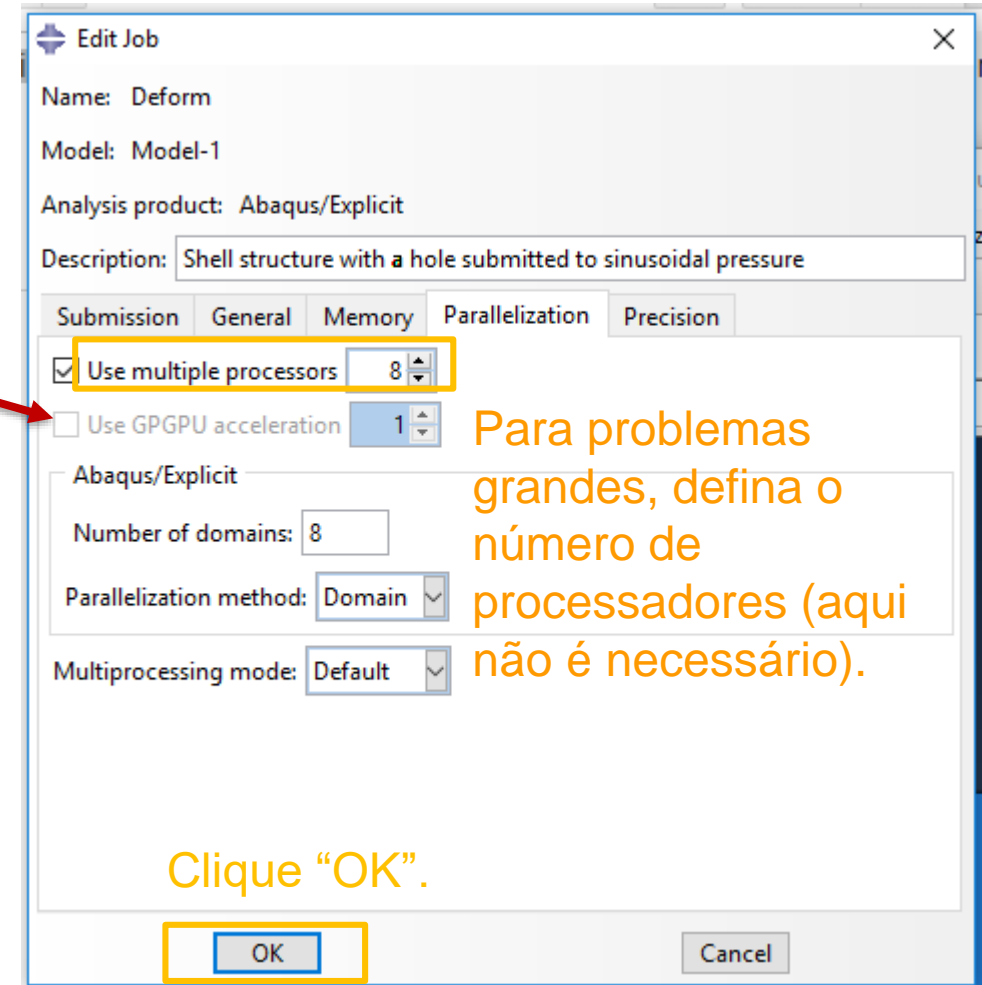 Edit Job
Name: Deform
Model: Model-1
Analysis product: Abaqus/Explicit
Description: Shell structure with a hole submitted to sinusoidal pressure
Submission General Memory Parallelization Precision
Use multiple processors 8
Use GPGPU acceleration 1
Abaqus/Explicit
Number of domains: 8
Parallelization method: Domain
Multiprocessing mode: Default
Para problemas
grandes, defina o
número de
processadores (aqui
não é necessário).
Clique “OK”.
OK Cancel